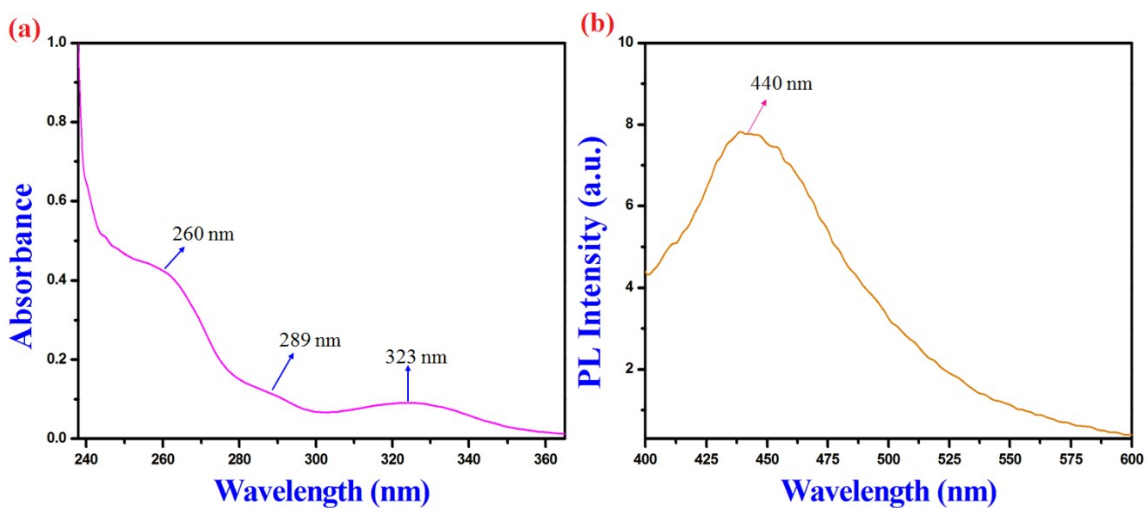 (a)
1.0
0.8
0.6
0.4
0.2
0.0
Absorbance
260 nm
289 nm
323 nm
240 260 280 300 320 340 360
Wavelength (nm)
(b)
10
8
6
4
2
PL Intensity (a.u.)
440 nm
400 425 450 475 500 525 550 575 600
Wavelength (nm)